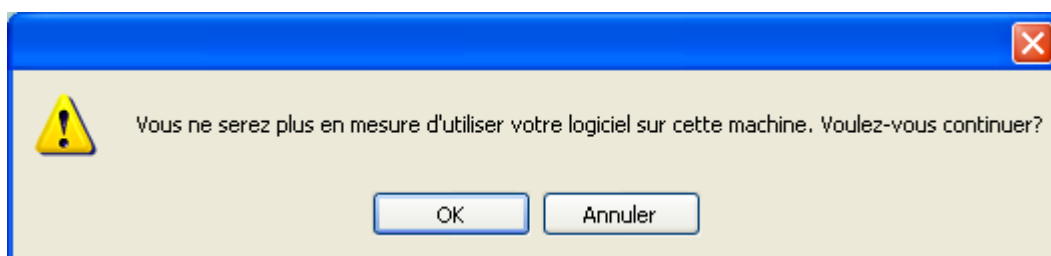 Vous ne serez plus en mesure d'utiliser votre logiciel sur cette machine. Voulez-vous continuer?
OK Annuler